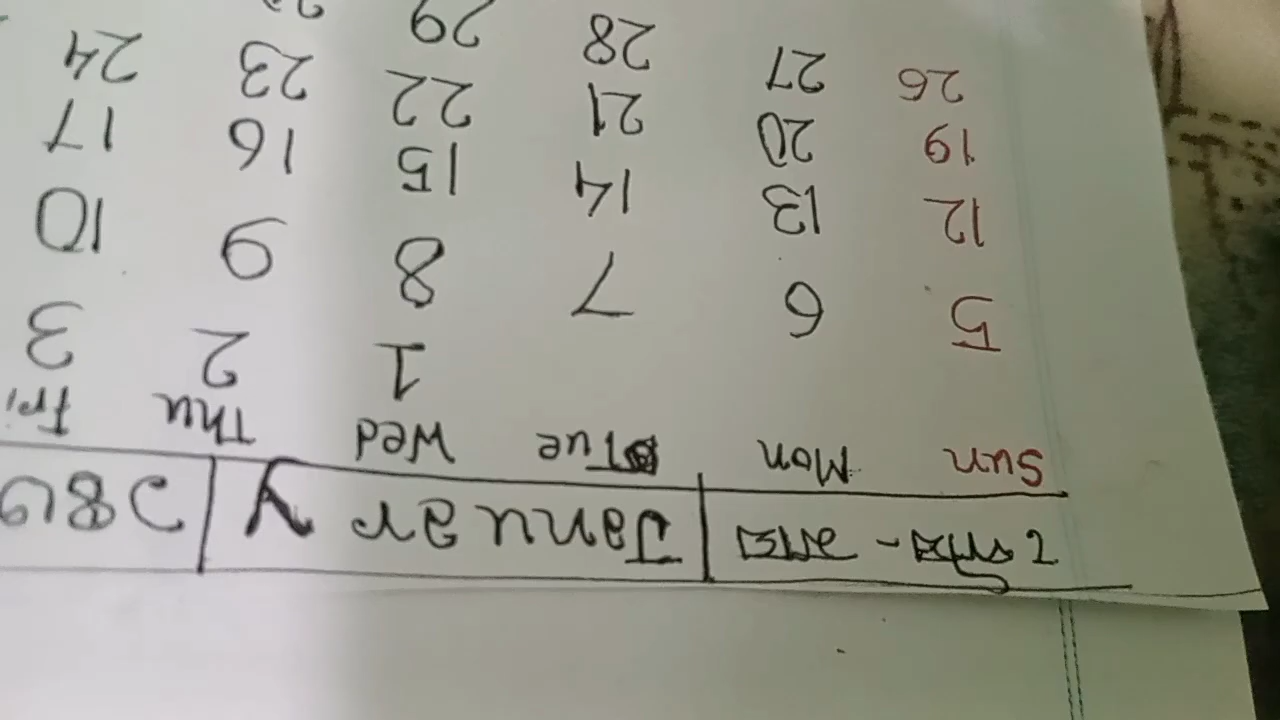 পৌষ - মাঘ January
Sun Mon Tue Wed Thu Fri
1 2 3
5 6 7 8 9 10
12 13 14 15 16 17
19 20 21 22 23 24
26 27 28 29